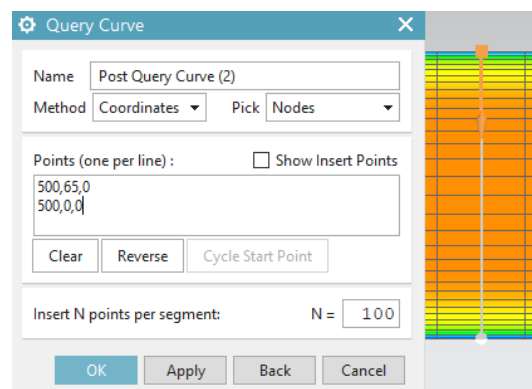 Query Curve
Name Post Query Curve (2)
Method Coordinates Pick Nodes
Points (one per line) : Show Insert Points
500,65,0
500,0,0
Clear Reverse Cycle Start Point
Insert N points per segment: N = 100
OK Apply Back Cancel